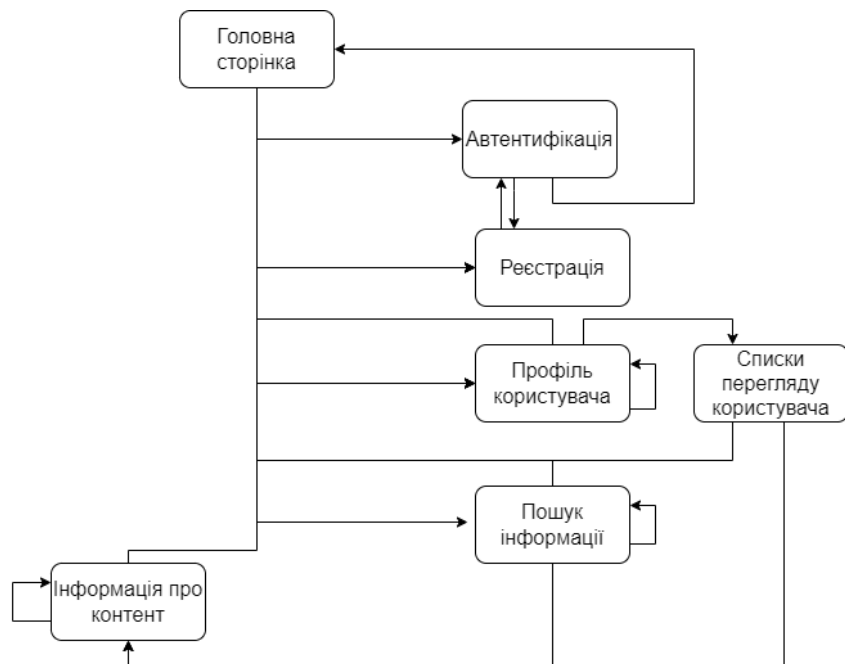 Головна
сторінка
Автентифікація
Реєстрація
Профіль
користувача
Списки
перегляду
користувача
Пошук
інформації
Інформація про
контент